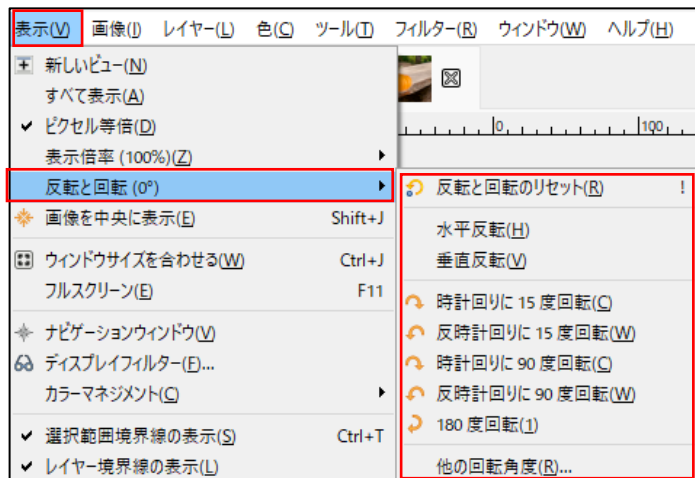 表示(V) 画像(I) レイヤー(L) 色(C) ツール(T) フィルター(R) ウィンドウ(W) ヘルプ(H)
新しいビュー(N)
すべて表示(A)
ピクセル等倍(D)
表示倍率 (100%)(Z)
反転と回転 (0°)
画像を中央に表示(E) Shift+J
ウィンドウサイズを合わせる(W) Ctrl+J
フルスクリーン(E) F11
ナビゲーションウィンドウ(V)
ディスプレイフィルター(F)...
カラーマネジメント(C)
選択範囲境界線の表示(S) Ctrl+T
レイヤー境界線の表示(L)
0 100
反転と回転のリセット(R) !
水平反転(H)
垂直反転(V)
時計回りに 15 度回転(C)
反時計回りに 15 度回転(W)
時計回りに 90 度回転(C)
反時計回りに 90 度回転(W)
180 度回転(1)
他の回転角度(R)...